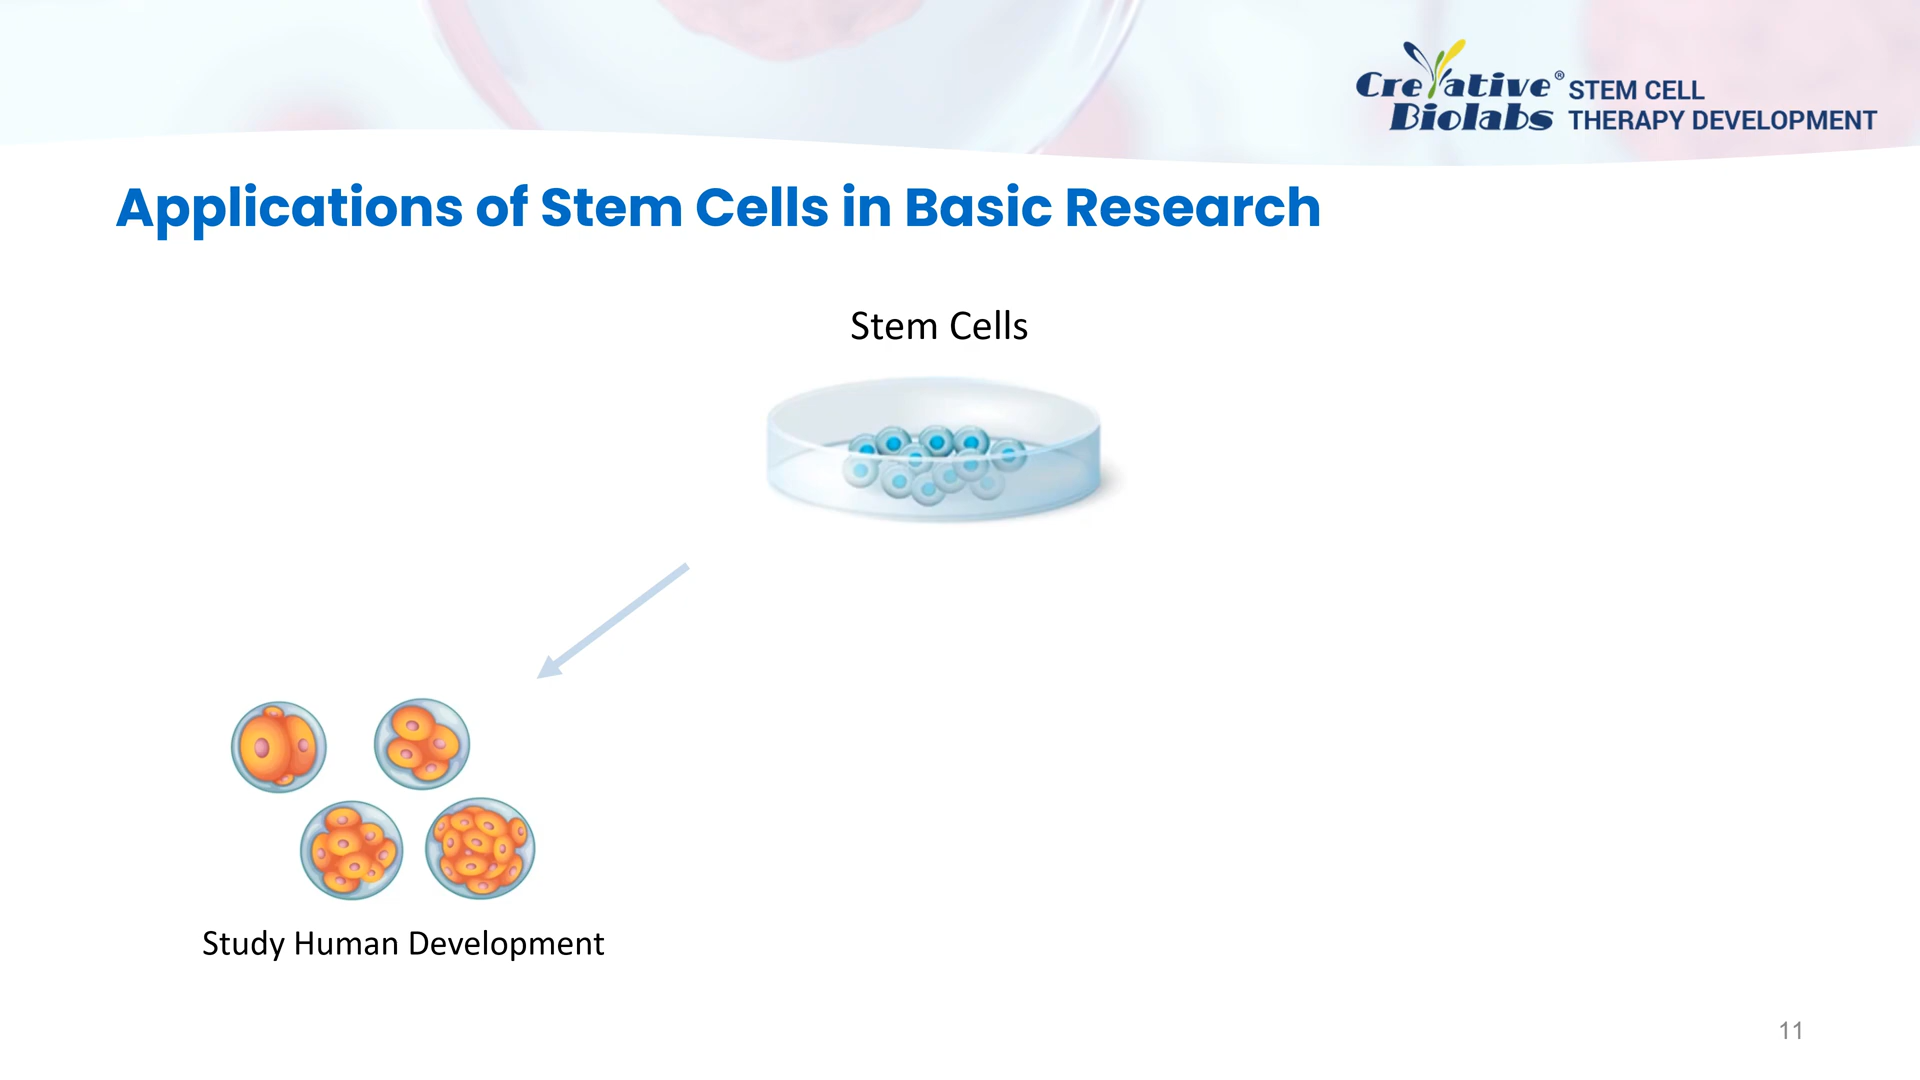 Creative® STEM CELL
Biolabs THERAPY DEVELOPMENT
Applications of Stem Cells in Basic Research
Stem Cells
Study Human Development
11